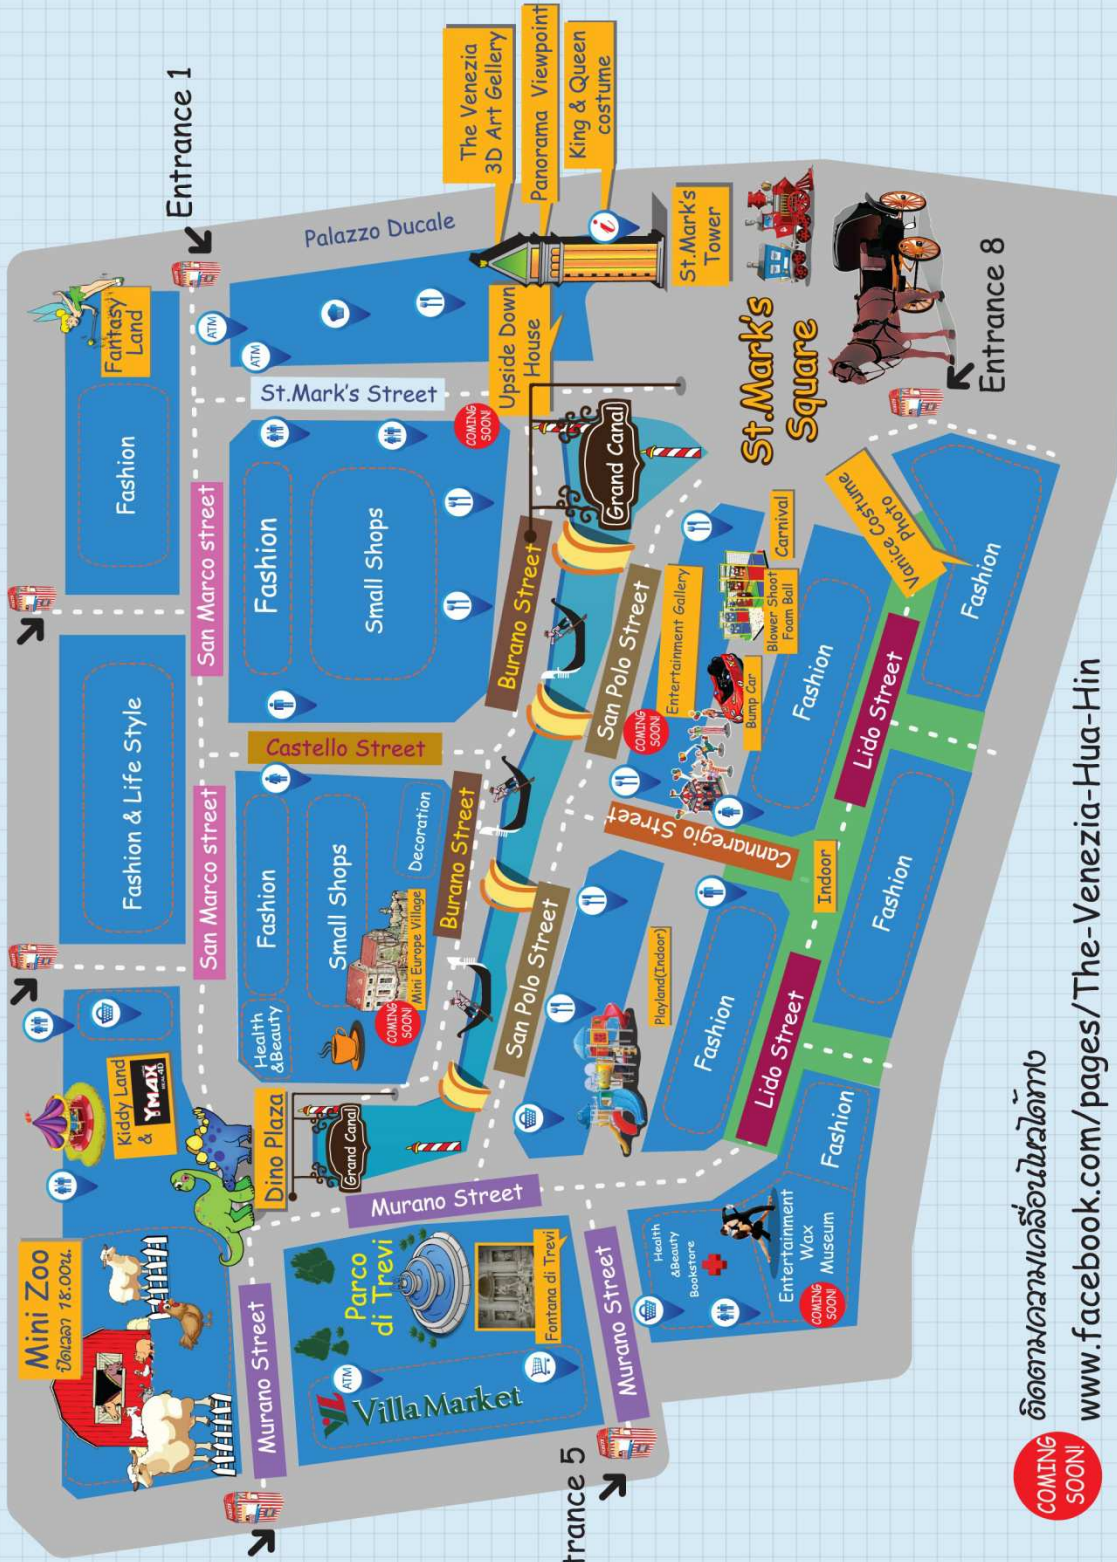 Mini Zoo
ปิดเวลา 18.00น.
Kiddy Land
&
YMAX
REAL 4D
Fashion & Life Style
Fashion
Fantasy
Land
Entrance 1
Murano Street
San Marco street
San Marco street
Dino Plaza
Health
&Beauty
Fashion
Small Shops
Decoration
Mini Europe Village
COMING
SOON!
Castello Street
Fashion
Small Shops
COMING
SOON!
St.Mark's Street
ATM
ATM
Palazzo Ducale
Upside Down
House
The Venezia
3D Art Gellery
Panorama Viewpoint
King & Queen
costume
i
St.Mark's
Tower
Parco
di Trevi
ATM
Villa Market
Fontana di Trevi
Murano Street
Grand Canal
Burano Street
Burano Street
Grand Canal
San Polo Street
San Polo Street
St.Mark's
Square
trance 5
Murano Street
Playland(Indoor)
Cannaregio Street
COMING
SOON!
Entertainment Gallery
Bump Car
Blower Shoot
Foam Ball
Carnival
Health
&Beauty
Bookstore
Entertainment
Wax
Museum
COMING
SOON!
Fashion
Fashion
Fashion
Lido Street
Indoor
Lido Street
Vanice Costume
Photo
Fashion
Fashion
Entrance 8
COMING
SOON!
ติดตามความเคลื่อนไหวได้ทาง
www.facebook.com/pages/The-Venezia-Hua-Hin